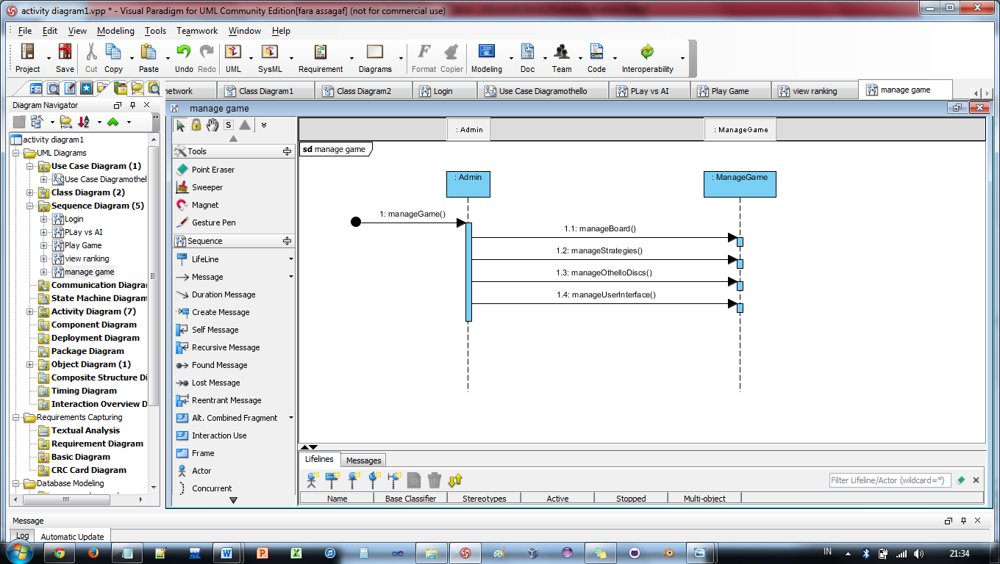 activity diagram1.vpp * - Visual Paradigm for UML Community Edition[fara assagaf] (not for commercial use)
File Edit View Modeling Tools Teamwork Window Help
Project Save Cut Copy Paste Undo Redo UML SysML Requirement Diagrams Format Copier Modeling Doc Team Code Interoperability
network Class Diagram1 Class Diagram2 Login Use Case Diagramothello PLay vs AI Play Game view ranking manage game
Diagram Navigator
manage game
activity diagram1
UML Diagrams
Use Case Diagram (1)
Use Case Diagramothel
Class Diagram (2)
Sequence Diagram (5)
Login
PLay vs AI
Play Game
view ranking
manage game
Communication Diagrar
State Machine Diagram
Activity Diagram (7)
Component Diagram
Deployment Diagram
Package Diagram
Object Diagram (1)
Composite Structure Di
Timing Diagram
Interaction Overview D
Requirements Capturing
Textual Analysis
Requirement Diagram
Basic Diagram
CRC Card Diagram
Database Modeling
S
Tools
Point Eraser
Sweeper
Magnet
Gesture Pen
Sequence
LifeLine
Message
Duration Message
Create Message
Self Message
Recursive Message
Found Message
Lost Message
Reentrant Message
Alt. Combined Fragment
Interaction Use
Frame
Actor
Concurrent
: Admin : ManageGame
sd manage game
: Admin : ManageGame
1: manageGame()
1.1: manageBoard()
1.2: manageStrategies()
1.3: manageOthelloDiscs()
1.4: manageUserInterface()
Lifelines Messages
Filter Lifeline/Actor (wildcard=*)
Name Base Classifier Stereotypes Active Stopped Multi-object
Message
Log Automatic Update
IN 21:34